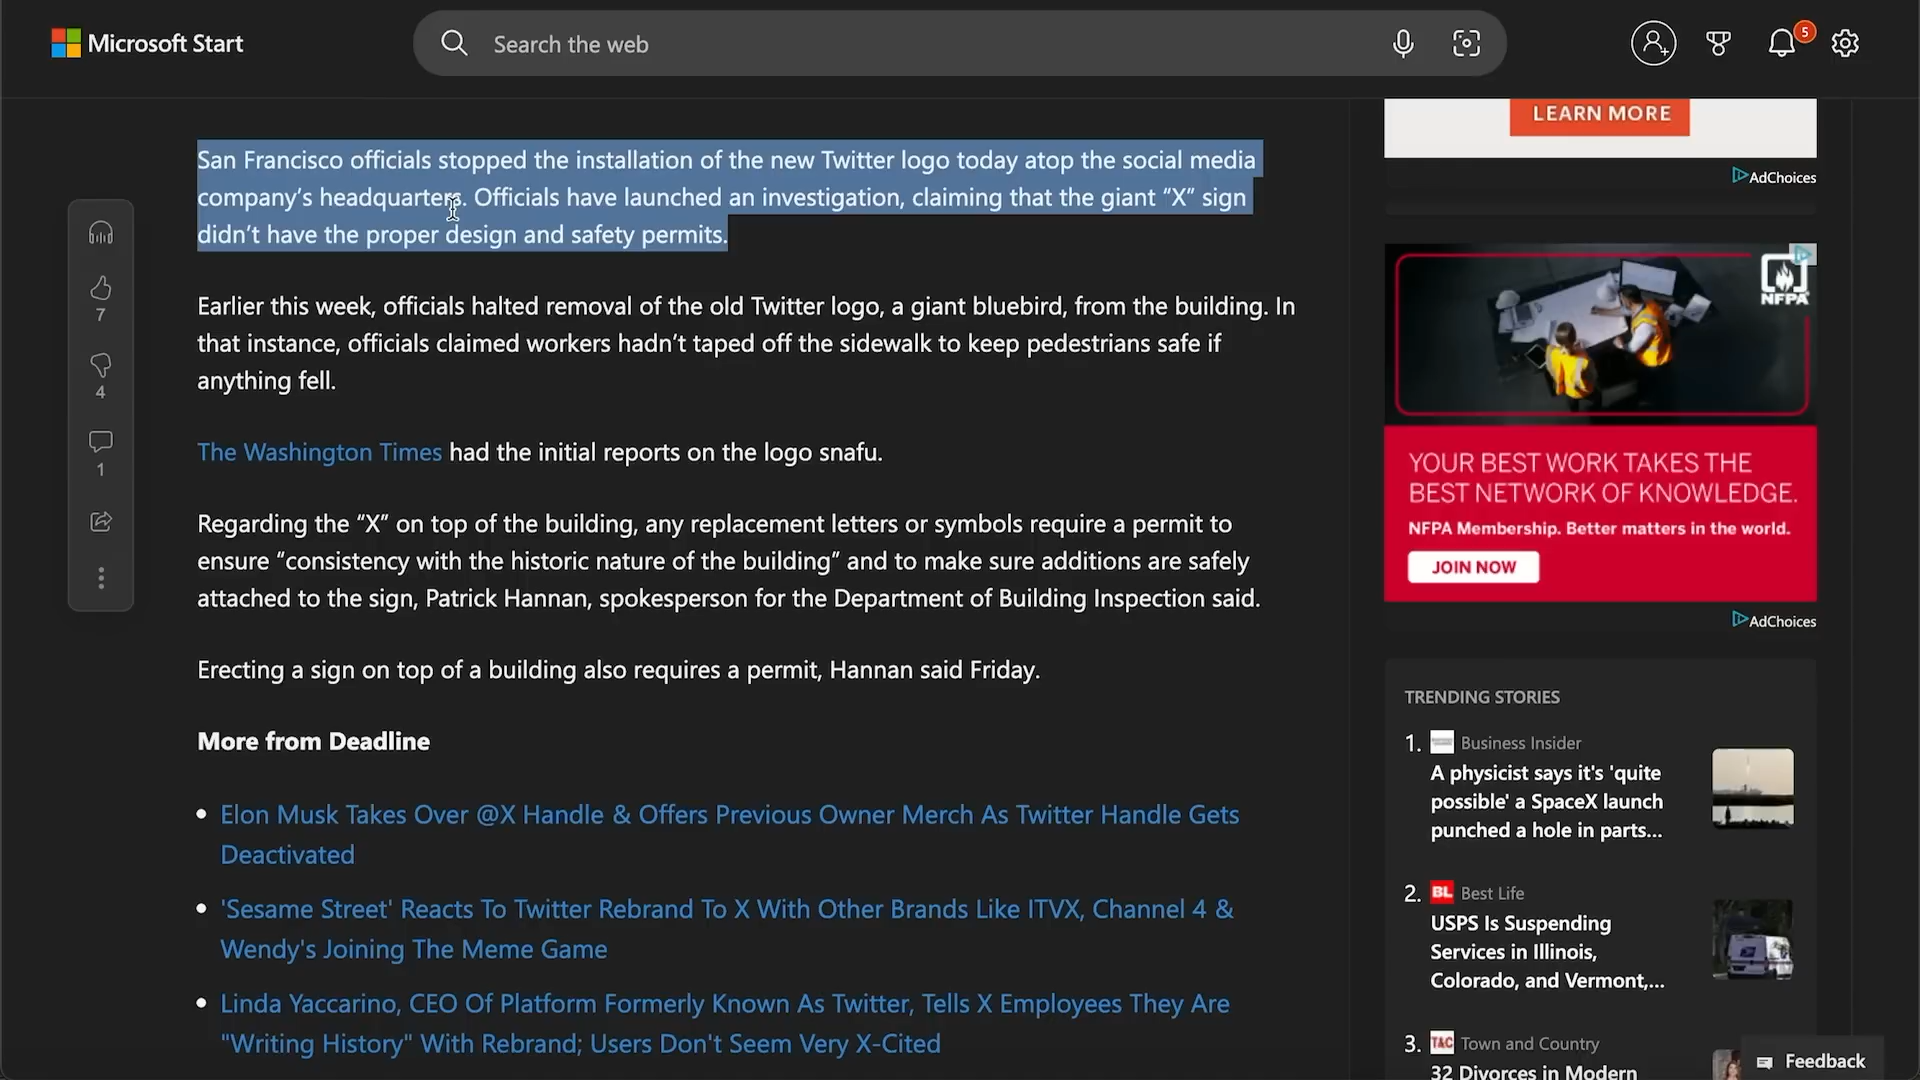 Microsoft Start
Search the web
5
San Francisco officials stopped the installation of the new Twitter logo today atop the social media
company’s headquarters. Officials have launched an investigation, claiming that the giant “X” sign
didn’t have the proper design and safety permits.
Earlier this week, officials halted removal of the old Twitter logo, a giant bluebird, from the building. In
that instance, officials claimed workers hadn’t taped off the sidewalk to keep pedestrians safe if
anything fell.
The Washington Times had the initial reports on the logo snafu.
Regarding the “X” on top of the building, any replacement letters or symbols require a permit to
ensure “consistency with the historic nature of the building” and to make sure additions are safely
attached to the sign, Patrick Hannan, spokesperson for the Department of Building Inspection said.
Erecting a sign on top of a building also requires a permit, Hannan said Friday.
More from Deadline
Elon Musk Takes Over @X Handle & Offers Previous Owner Merch As Twitter Handle Gets
Deactivated
'Sesame Street' Reacts To Twitter Rebrand To X With Other Brands Like ITVX, Channel 4 &
Wendy's Joining The Meme Game
Linda Yaccarino, CEO Of Platform Formerly Known As Twitter, Tells X Employees They Are
"Writing History" With Rebrand; Users Don't Seem Very X-Cited
7
4
1
LEARN MORE
AdChoices
NFPA
YOUR BEST WORK TAKES THE
BEST NETWORK OF KNOWLEDGE.
NFPA Membership. Better matters in the world.
JOIN NOW
AdChoices
TRENDING STORIES
1. Business Insider
A physicist says it's 'quite
possible' a SpaceX launch
punched a hole in parts...
2. BL Best Life
USPS Is Suspending
Services in Illinois,
Colorado, and Vermont,...
3. T&C Town and Country
32 Divorces in Modern
Feedback